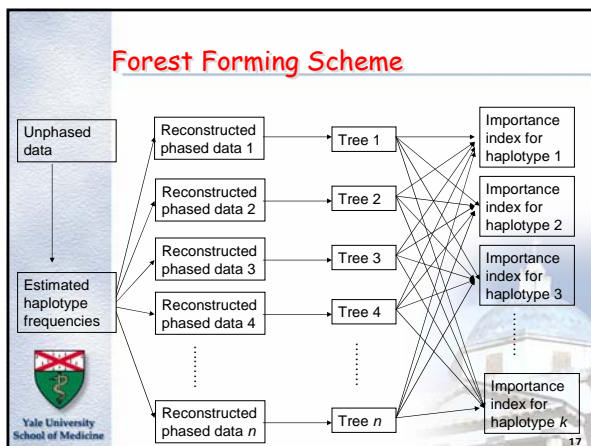 Forest Forming Scheme
Unphased
data
Estimated
haplotype
frequencies
Reconstructed
phased data 1
Reconstructed
phased data 2
Reconstructed
phased data 3
Reconstructed
phased data 4
Reconstructed
phased data n
Tree 1
Tree 2
Tree 3
Tree 4
Tree n
Importance
index for
haplotype 1
Importance
index for
haplotype 2
Importance
index for
haplotype 3
Importance
index for
haplotype k
Yale University
School of Medicine
17